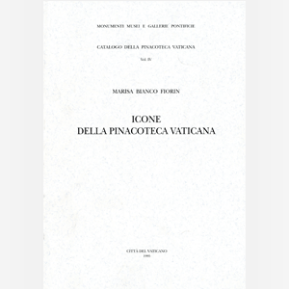 MONUMENTI MUSEI E GALLERIE PONTIFICIE
CATALOGO DELLA PINACOTECA VATICANA
MARISA BIANCO FIORIN
ICONE
DELLA PINACOTECA VATICANA
CITTÀ DEL VATICANO